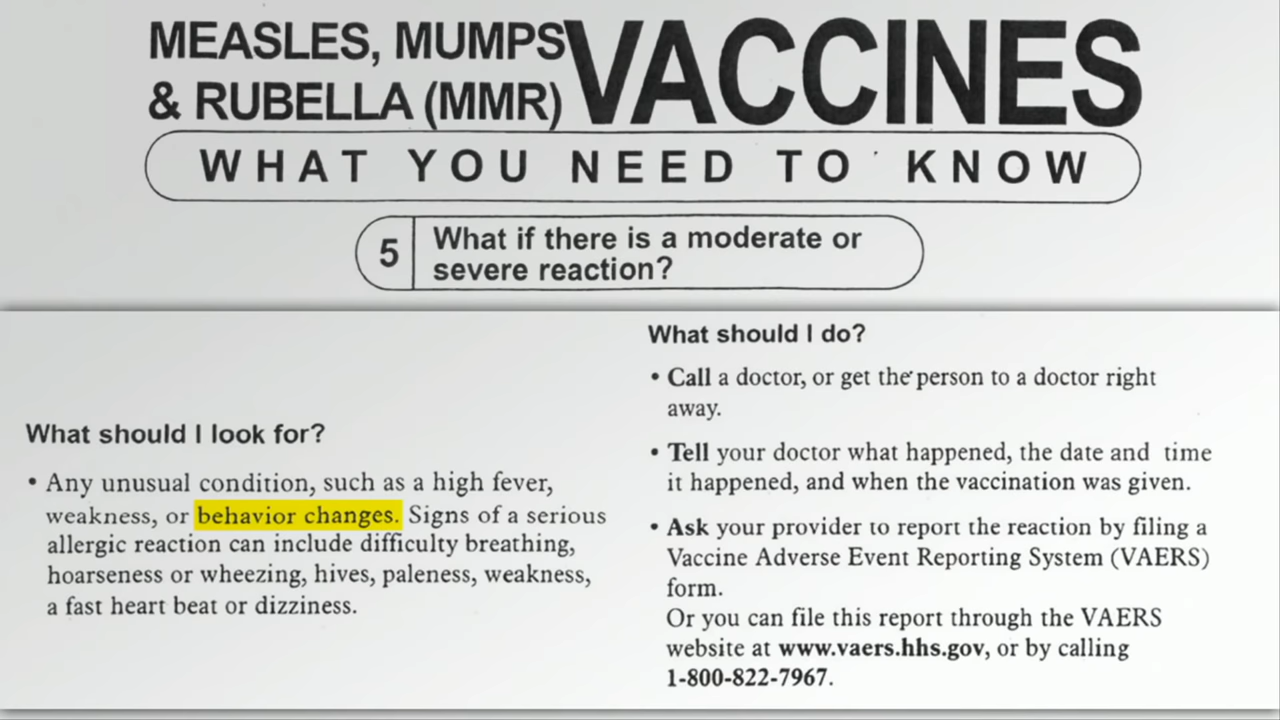 MEASLES, MUMPS
& RUBELLA (MMR)
VACCINES
WHAT YOU NEED TO KNOW
5
What if there is a moderate or
severe reaction?
What should I look for?
• Any unusual condition, such as a high fever,
weakness, or behavior changes. Signs of a serious
allergic reaction can include difficulty breathing,
hoarseness or wheezing, hives, paleness, weakness,
a fast heart beat or dizziness.
What should I do?
• Call a doctor, or get the person to a doctor right
away.
• Tell your doctor what happened, the date and time
it happened, and when the vaccination was given.
• Ask your provider to report the reaction by filing a
Vaccine Adverse Event Reporting System (VAERS)
form.
Or you can file this report through the VAERS
website at www.vaers.hhs.gov, or by calling
1-800-822-7967.